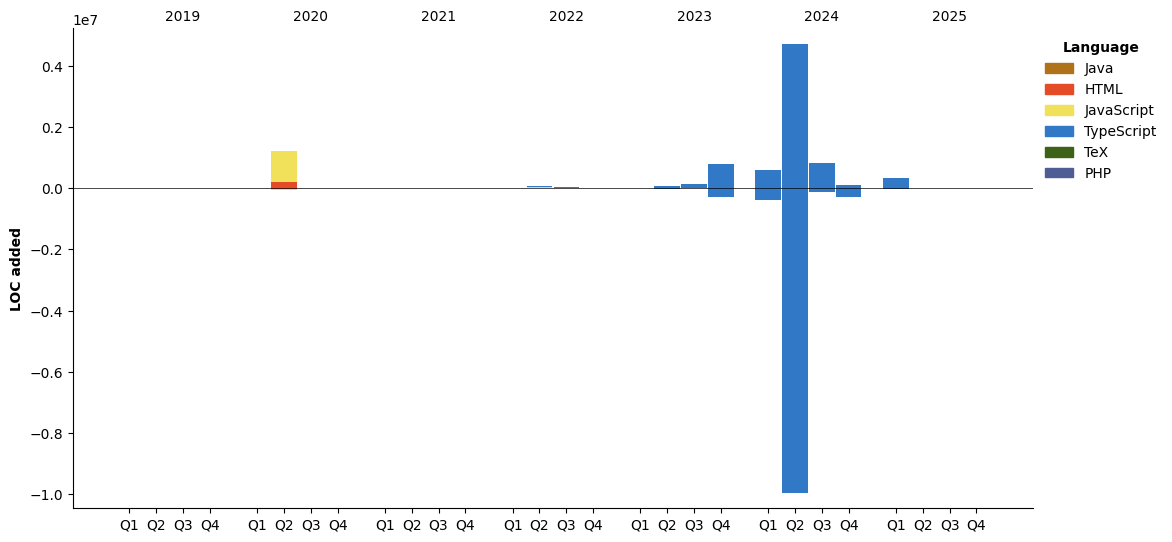 1e7
2019 2020 2021 2022 2023 2024 2025
Language
Java
HTML
JavaScript
TypeScript
TeX
PHP
LOC added
0.4
0.2
0.0
−0.2
−0.4
−0.6
−0.8
−1.0
Q1 Q2 Q3 Q4 Q1 Q2 Q3 Q4 Q1 Q2 Q3 Q4 Q1 Q2 Q3 Q4 Q1 Q2 Q3 Q4 Q1 Q2 Q3 Q4 Q1 Q2 Q3 Q4